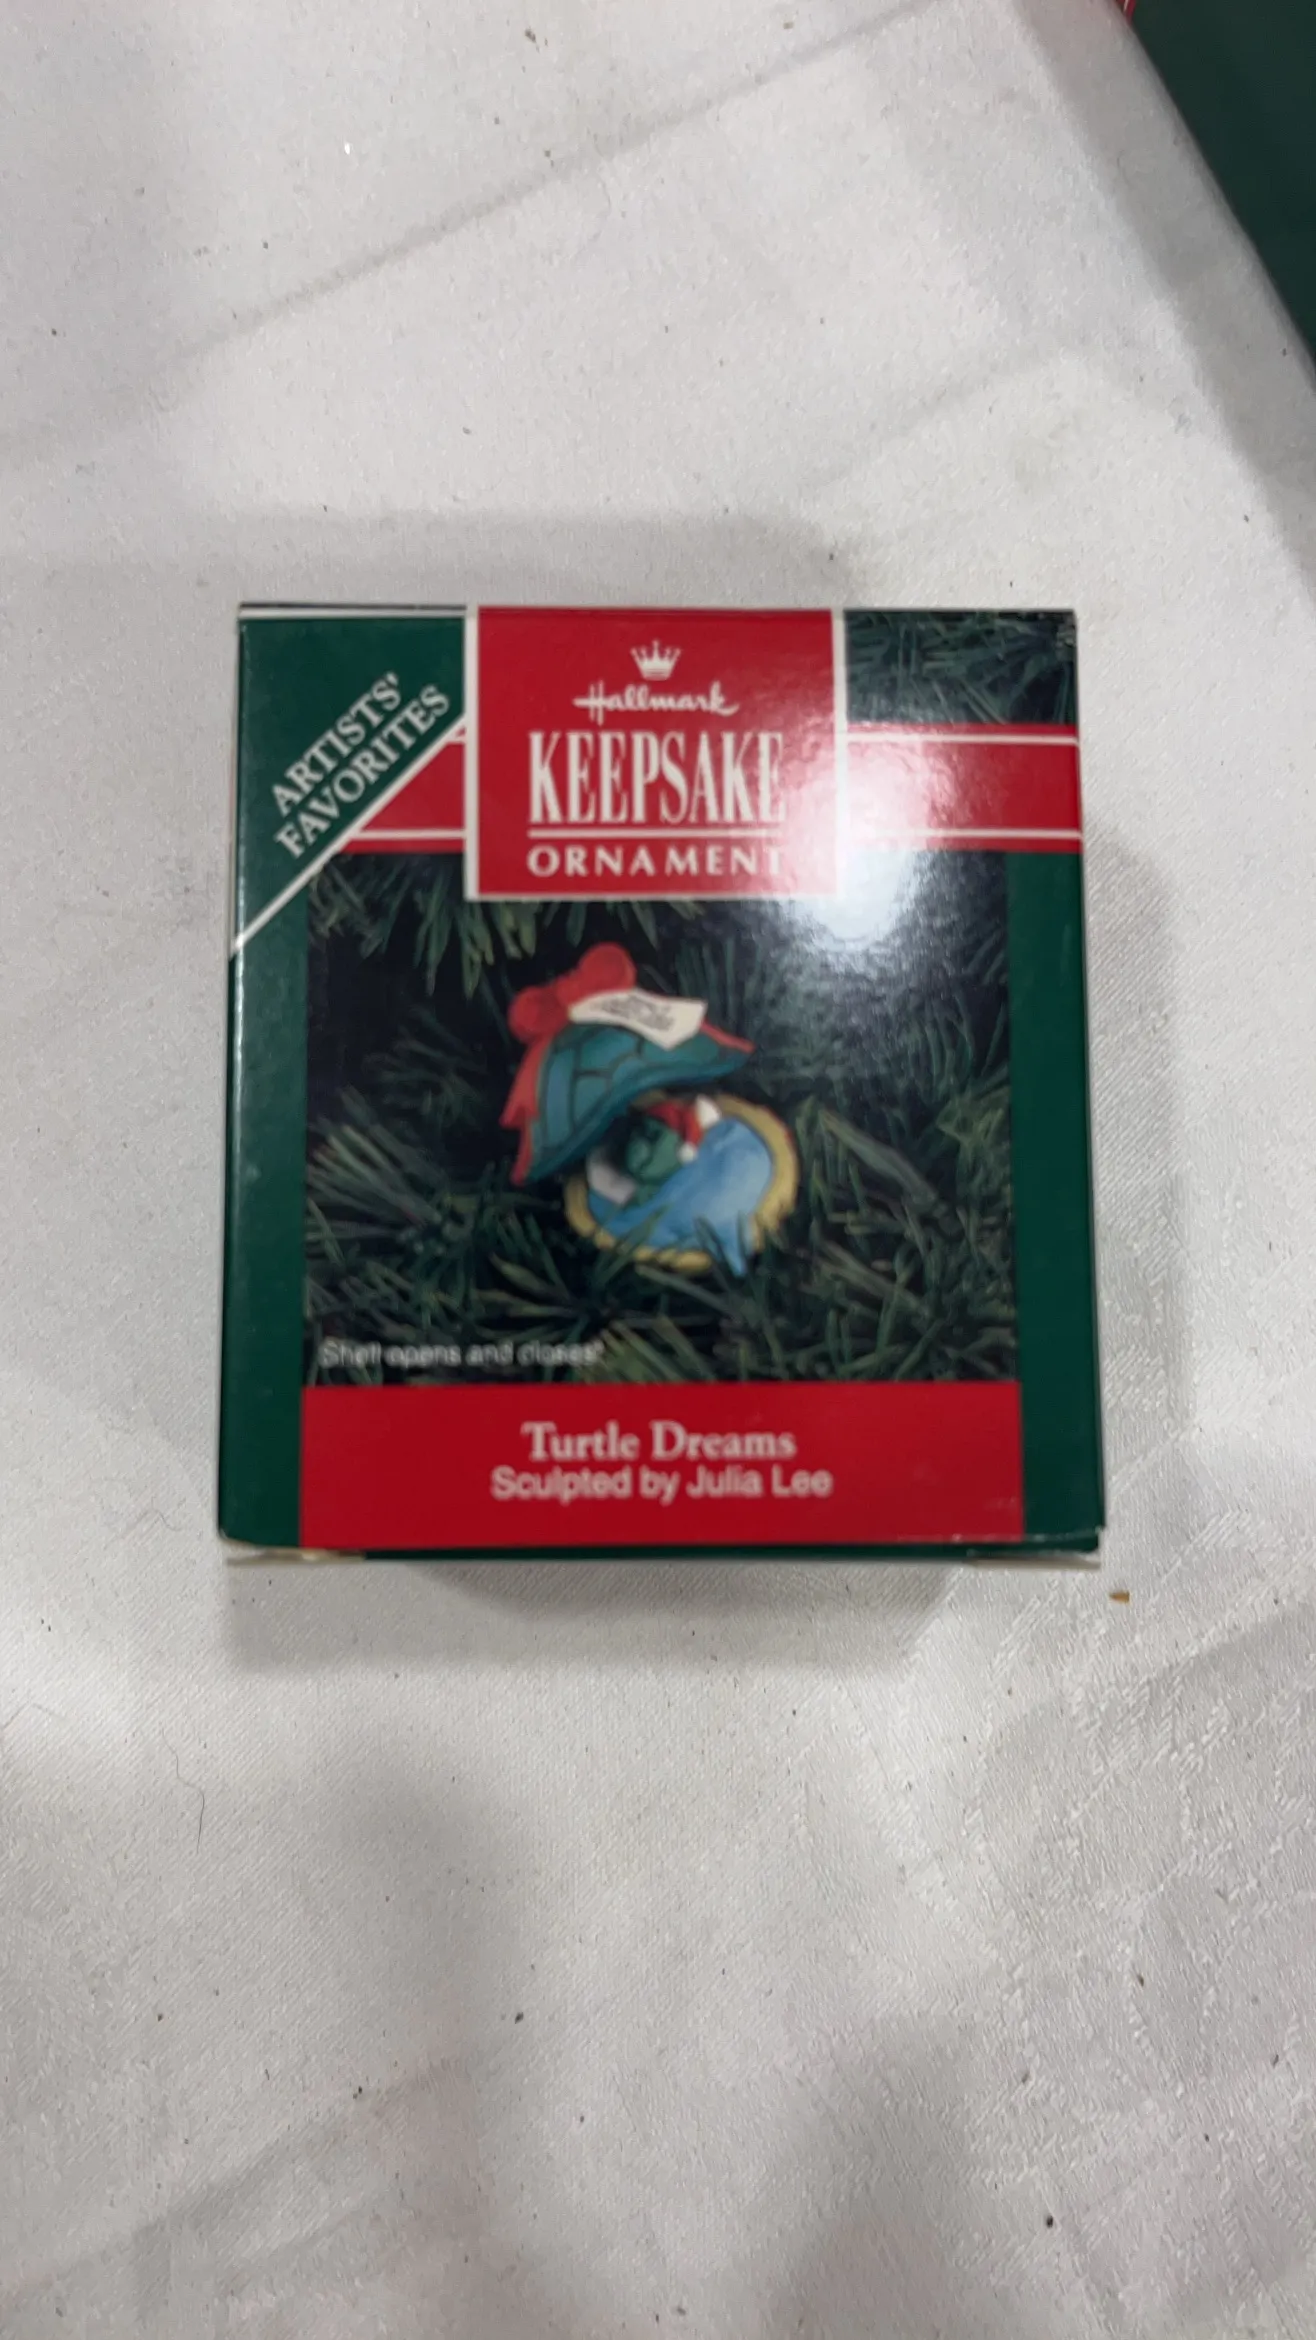 ARTISTS'
FAVORITES
Hallmark
KEEPSAKE
ORNAMENT
Shell opens and closes!
Turtle Dreams
Sculpted by Julia Lee